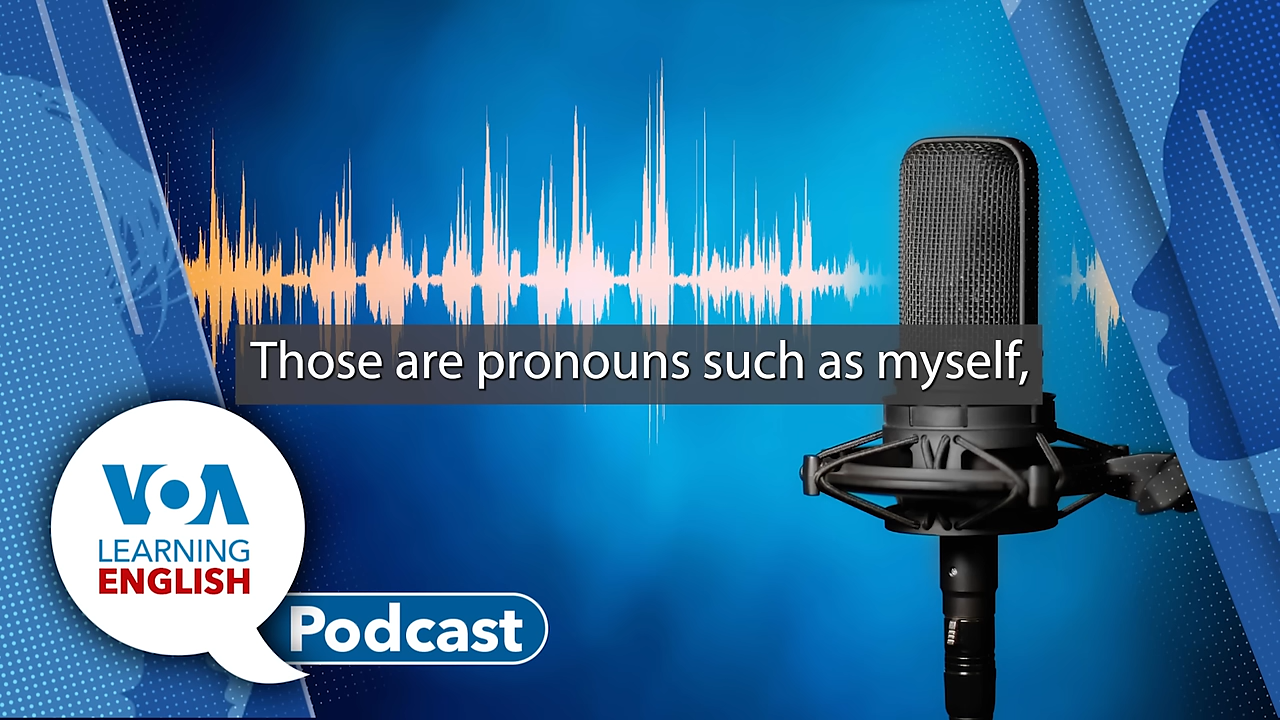 Those are pronouns such as myself,
VOA
LEARNING
ENGLISH
Podcast